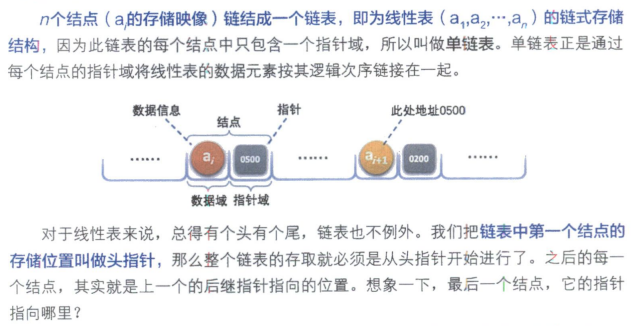 n个结点（ai的存储映像）链结成一个链表，即为线性表（a1,a2,…,an）的链式存储
结构，因为此链表的每个结点中只包含一个指针域，所以叫做单链表。单链表正是通过
每个结点的指针域将线性表的数据元素按其逻辑次序链接在一起。
数据信息 结点 指针 此处地址0500
…… ai 0500 …… ai+1 0200 ……
数据域 指针域
对于线性表来说，总得有个头有个尾，链表也不例外。我们把链表中第一个结点的
存储位置叫做头指针，那么整个链表的存取就必须是从头指针开始进行了。之后的每一
个结点，其实就是上一个的后继指针指向的位置。想象一下，最后一个结点，它的指针
指向哪里？